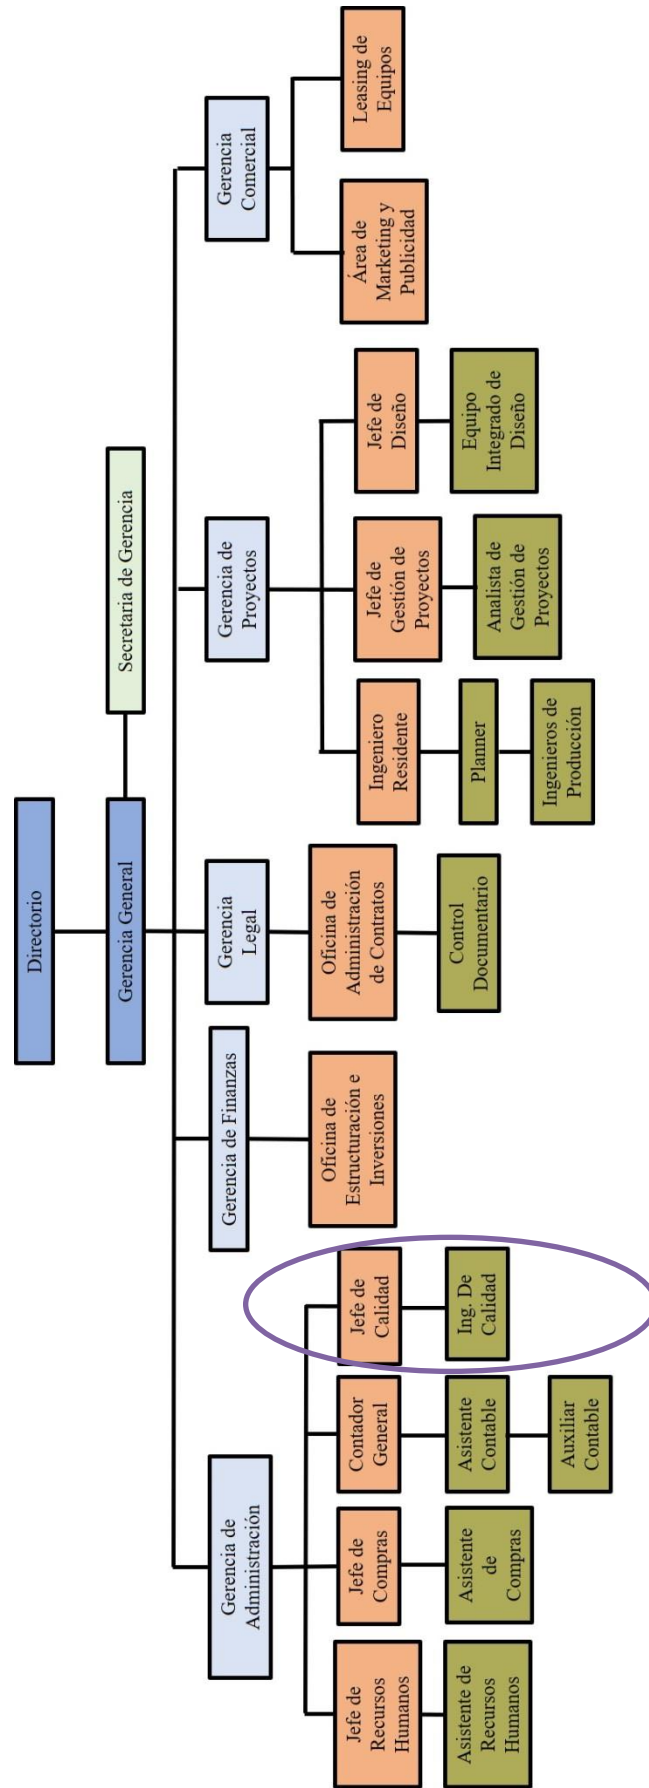 Directorio
Gerencia General
Secretaria de Gerencia
Gerencia de
Administración
Gerencia de Finanzas
Gerencia
Legal
Gerencia de
Proyectos
Gerencia
Comercial
Jefe de
Recursos
Humanos
Jefe de
Compras
Contador
General
Jefe de
Calidad
Oficina de
Estructuración e
Inversiones
Oficina de
Administración
de Contratos
Ingeniero
Residente
Jefe de
Gestión de
Proyectos
Jefe de
Diseño
Área de
Marketing y
Publicidad
Leasing de
Equipos
Asistente de
Recursos
Humanos
Asistente
de
Compras
Asistente
Contable
Ing. De
Calidad
Control
Documentario
Planner
Analista de
Gestión de
Proyectos
Equipo
Integrado de
Diseño
Auxiliar
Contable
Ingenieros de
Producción